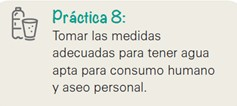 Práctica 8:
Tomar las medidas
adecuadas para tener agua
apta para consumo humano
y aseo personal.